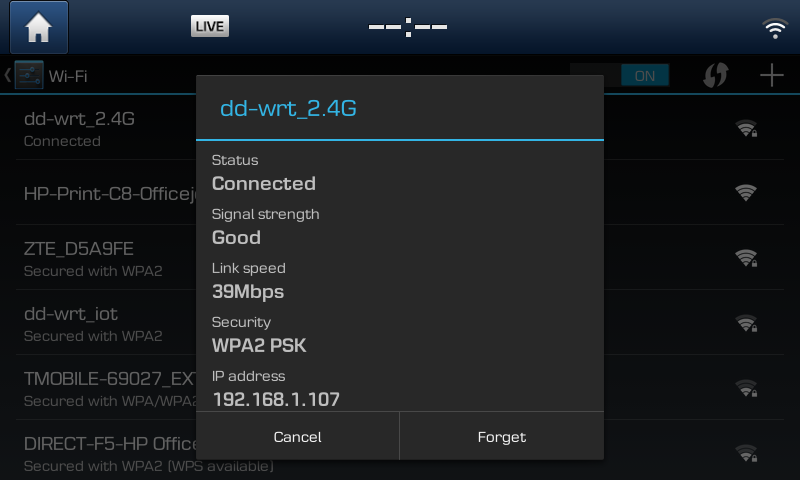 LIVE
--:--
Wi-Fi
ON
dd-wrt_2.4G
Connected
HP-Print-C8-Officej
ZTE_D5A9FE
Secured with WPA2
dd-wrt_iot
Secured with WPA2
TMOBILE-69027_EXT
Secured with WPA/WPA2
DIRECT-F5-HP Office
Secured with WPA2 (WPS available)
dd-wrt_2.4G
Status
Connected
Signal strength
Good
Link speed
39Mbps
Security
WPA2 PSK
IP address
192.168.1.107
Cancel
Forget